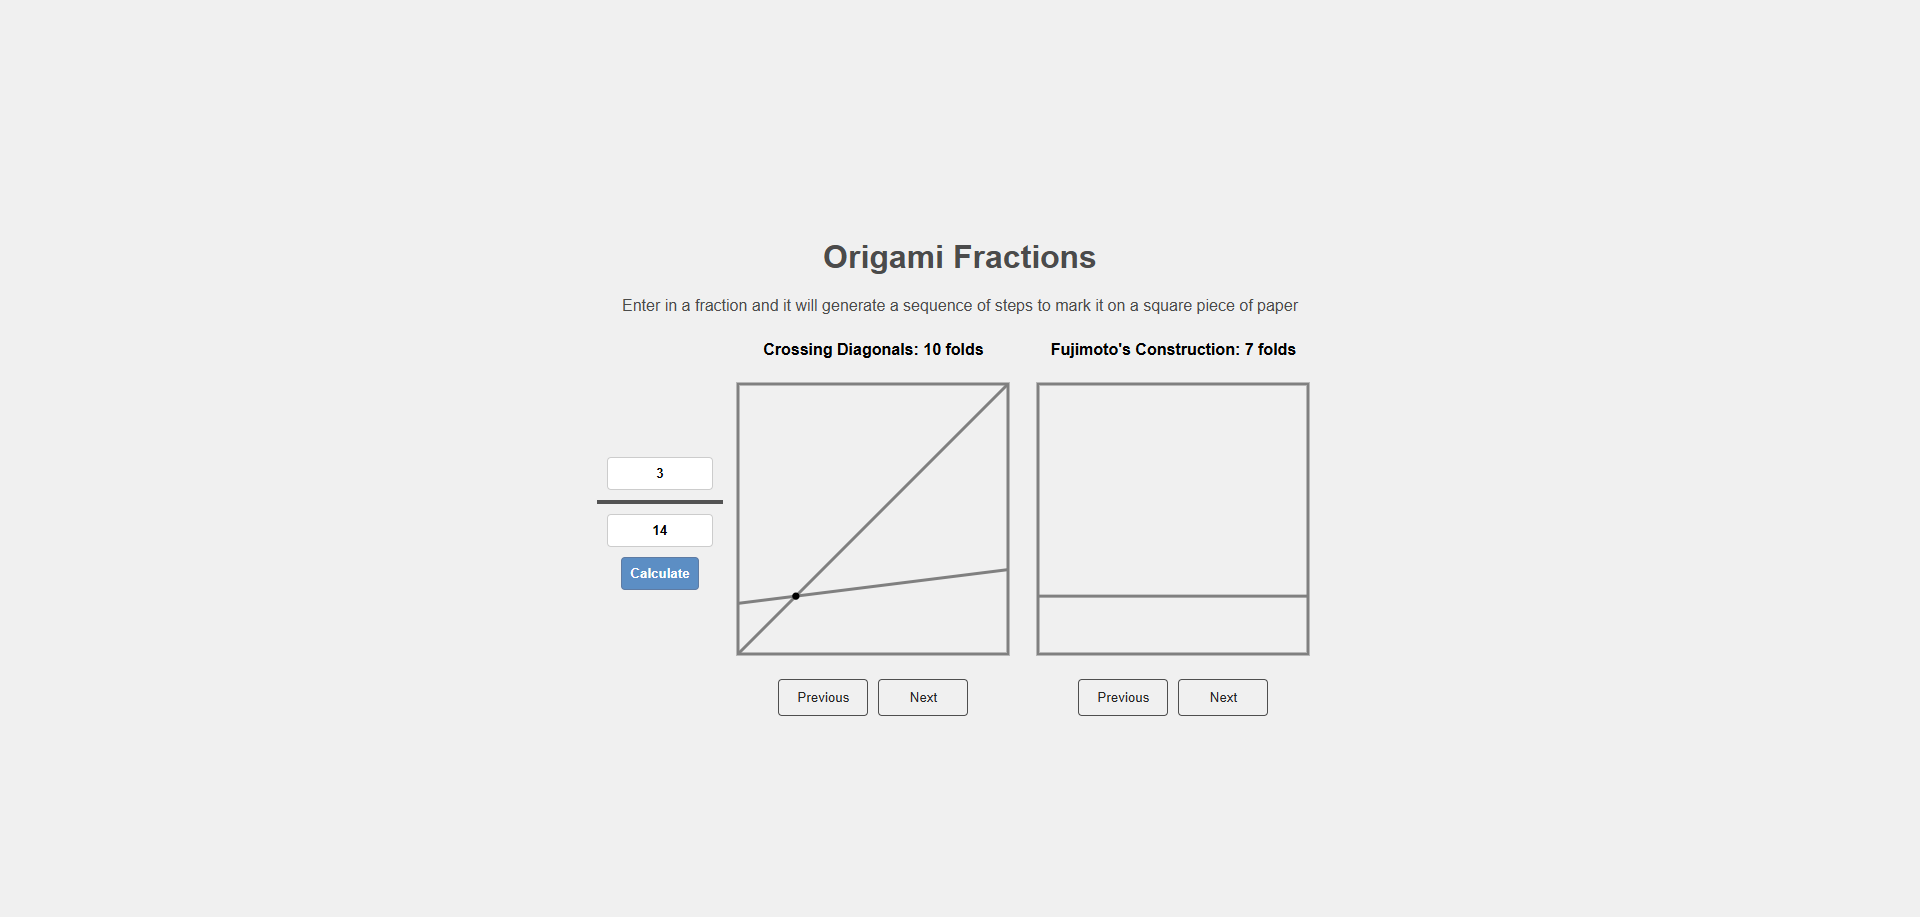 Origami Fractions
Enter in a fraction and it will generate a sequence of steps to mark it on a square piece of paper
Crossing Diagonals: 10 folds
Fujimoto's Construction: 7 folds
3
14
Calculate
Previous
Next
Previous
Next